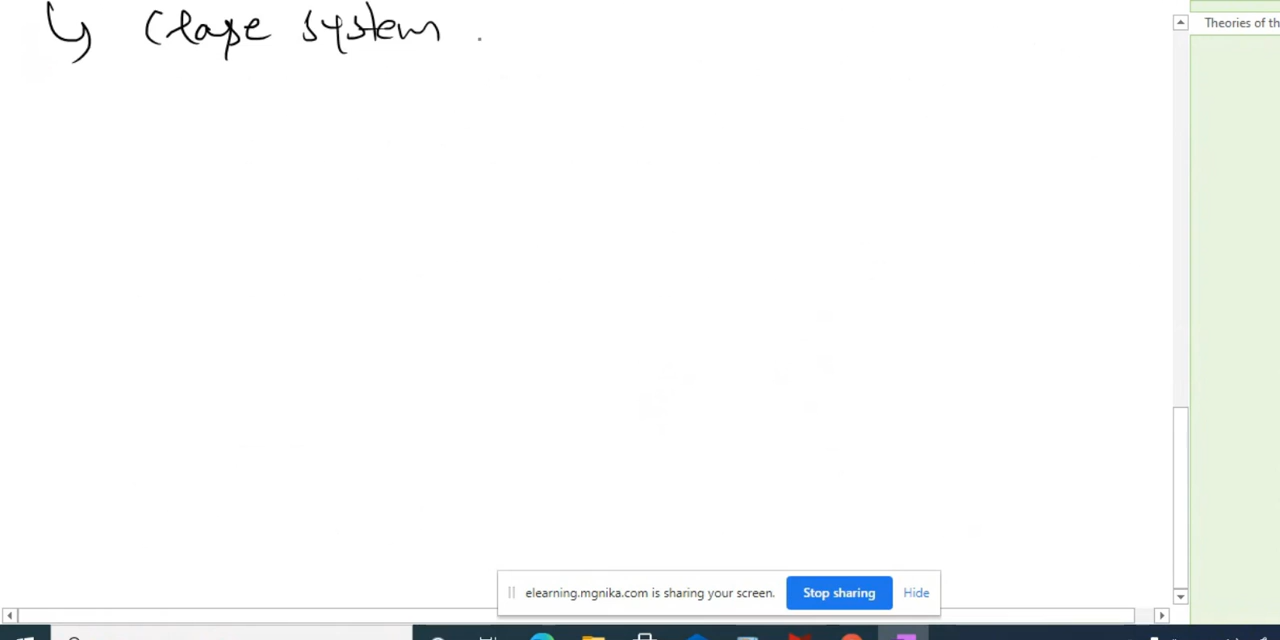 Clape system .
Theories of th
elearning.mgnika.com is sharing your screen. Stop sharing Hide